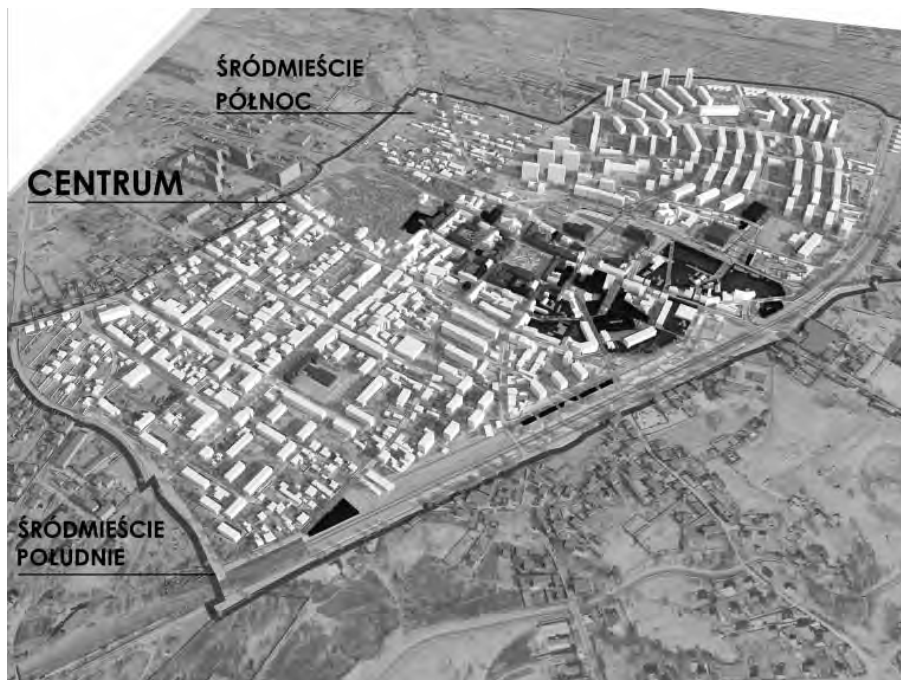 ŚRÓDMIEŚCIE
PÓŁNOC
CENTRUM
ŚRÓDMIEŚCIE
POŁUDNIE